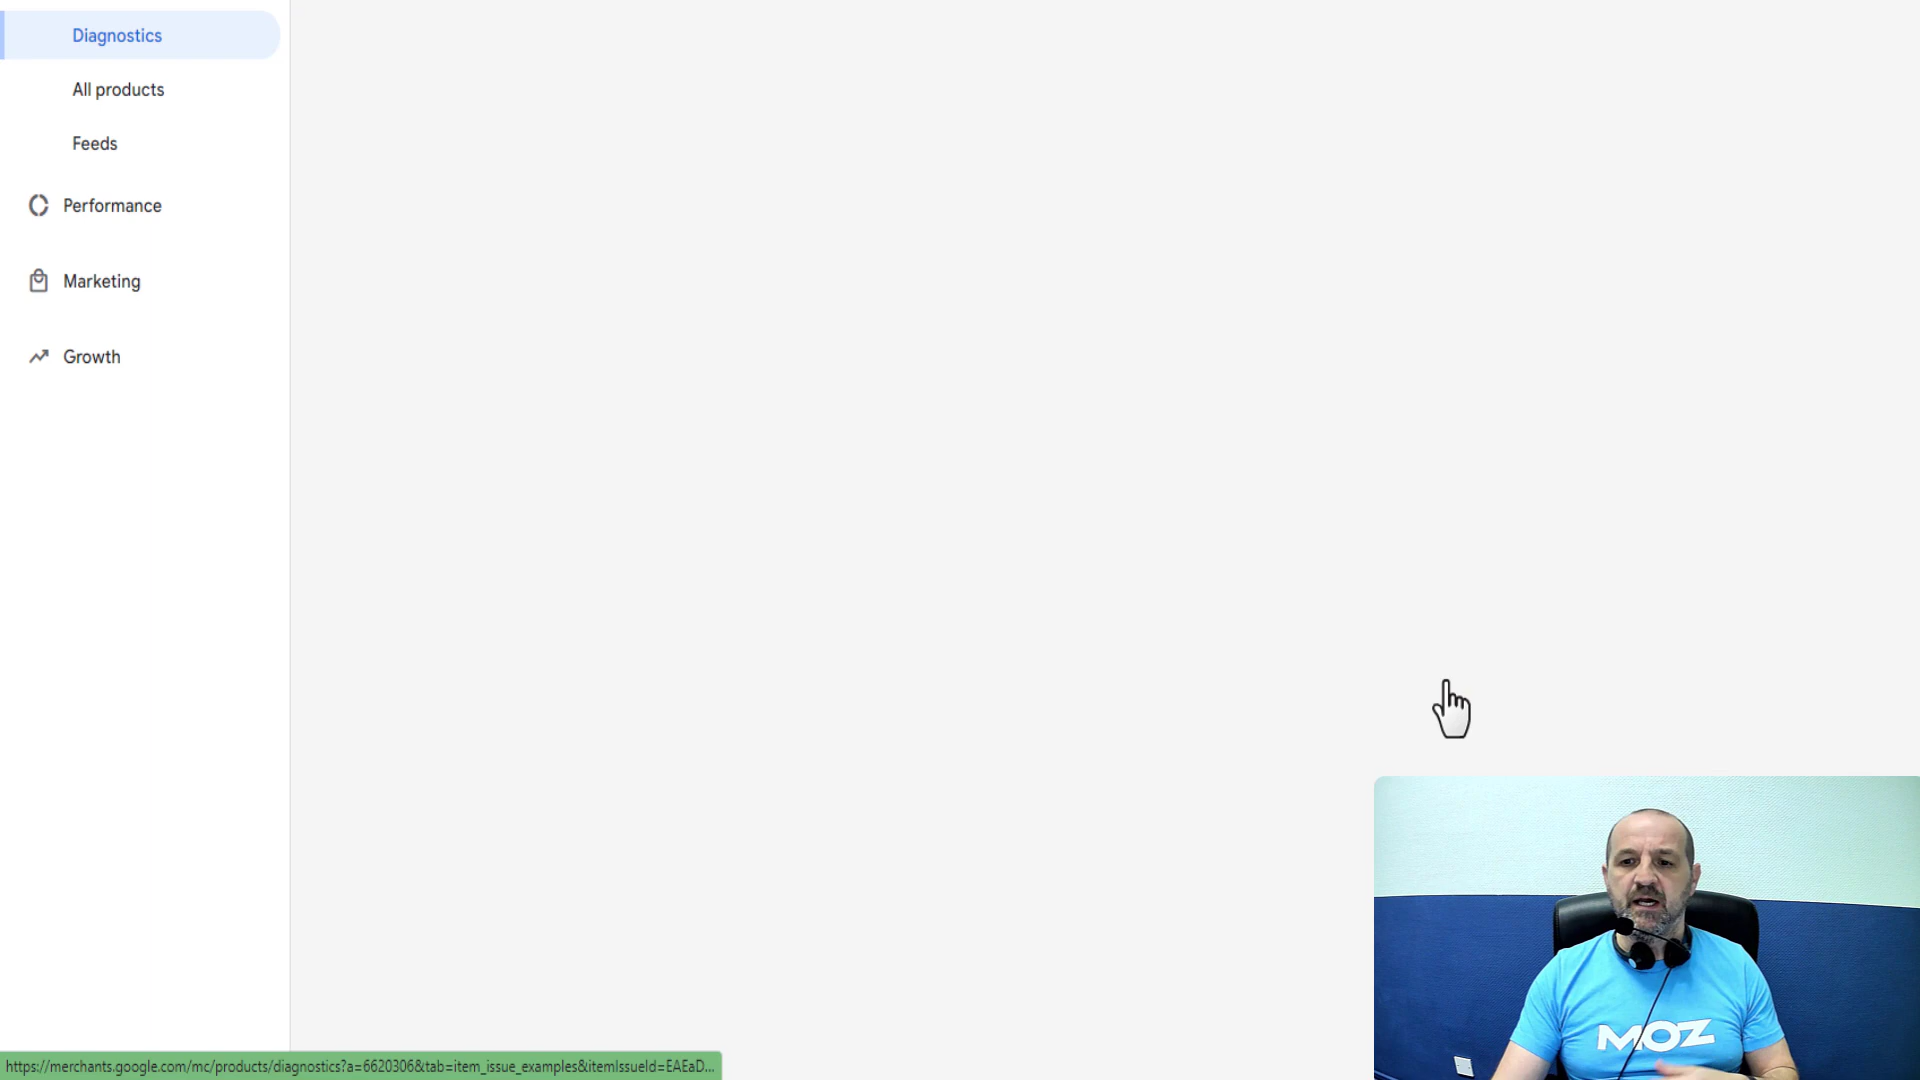 Diagnostics
All products
Feeds
Performance
Marketing
Growth
MOZ
https://merchants.google.com/mc/products/diagnostics?a=6620306&tab=item_issue_examples&itemIssueId=EAEaD...